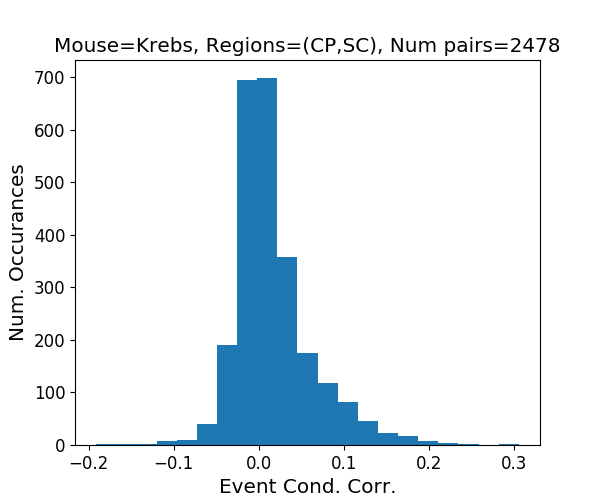 Mouse=Krebs, Regions=(CP,SC), Num pairs=2478
Num. Occurances
700
600
500
400
300
200
100
0
−0.2 −0.1 0.0 0.1 0.2 0.3
Event Cond. Corr.